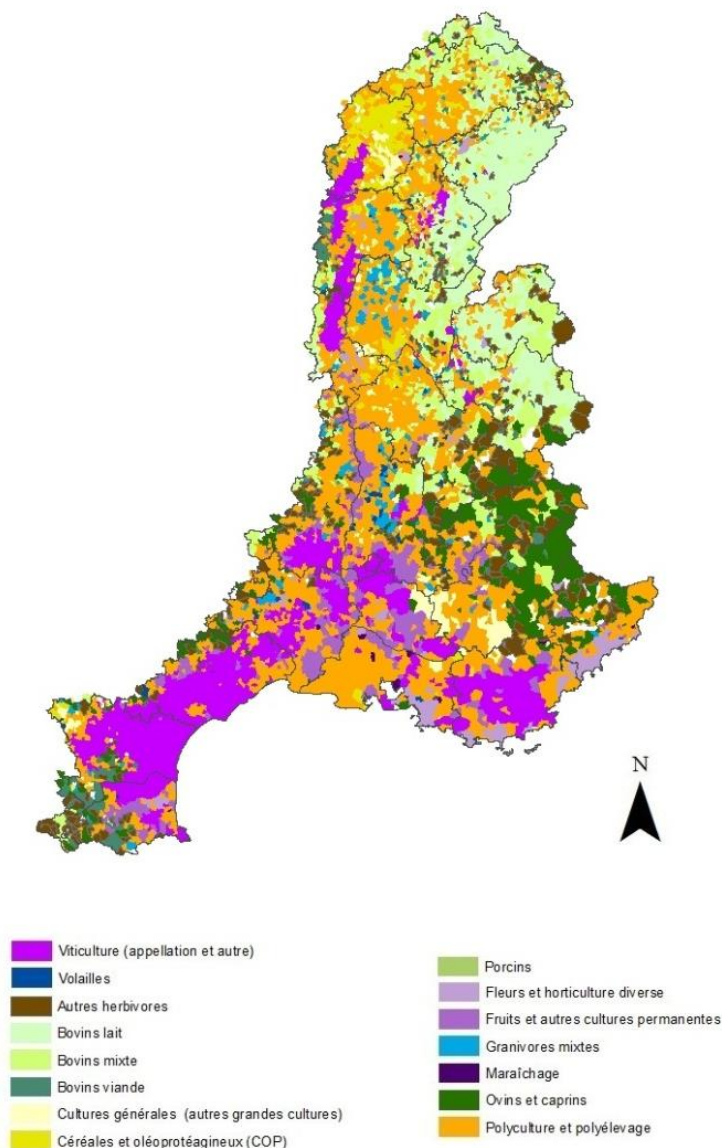 N
Viticulture (appellation et autre)
Volailles
Autres herbivores
Bovins lait
Bovins mixte
Bovins viande
Cultures générales (autres grandes cultures)
Céréales et oléoprotéagineux (COP)
Porcins
Fleurs et horticulture diverse
Fruits et autres cultures permanentes
Granivores mixtes
Maraîchage
Ovins et caprins
Polyculture et polyélevage